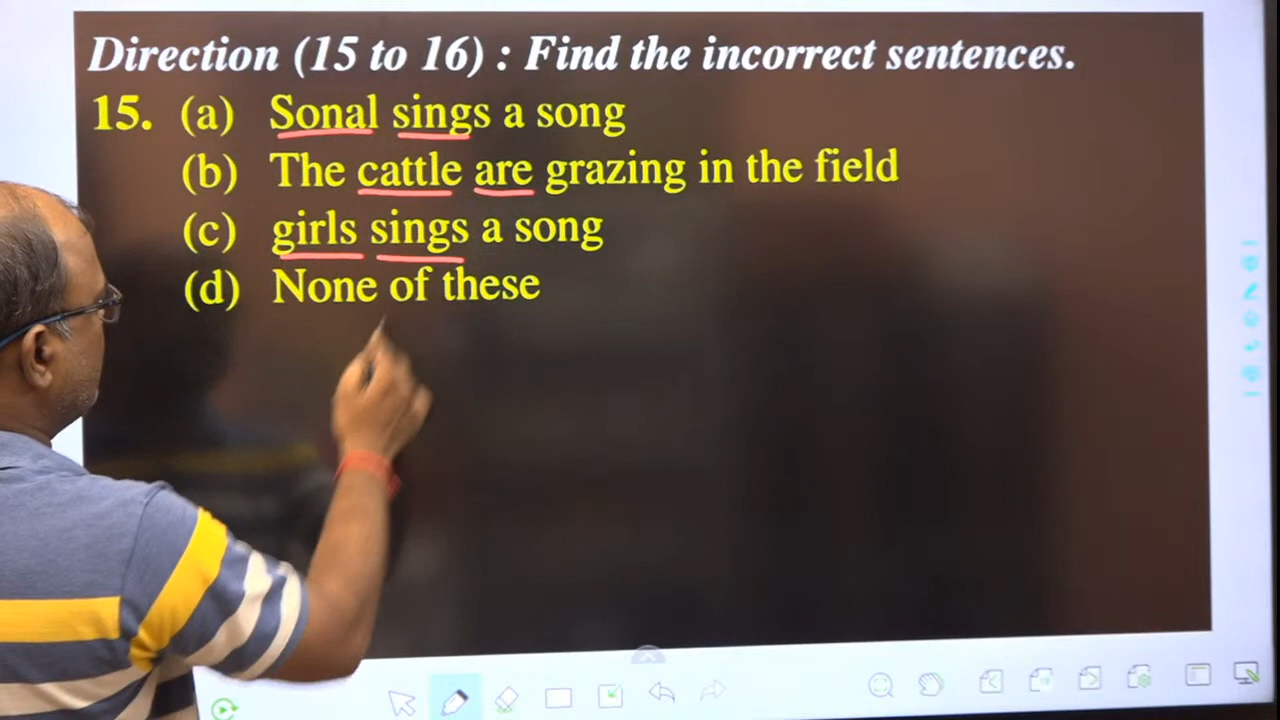 Direction (15 to 16) : Find the incorrect sentences.
15. (a) Sonal sings a song
(b) The cattle are grazing in the field
(c) girls sings a song
(d) None of these